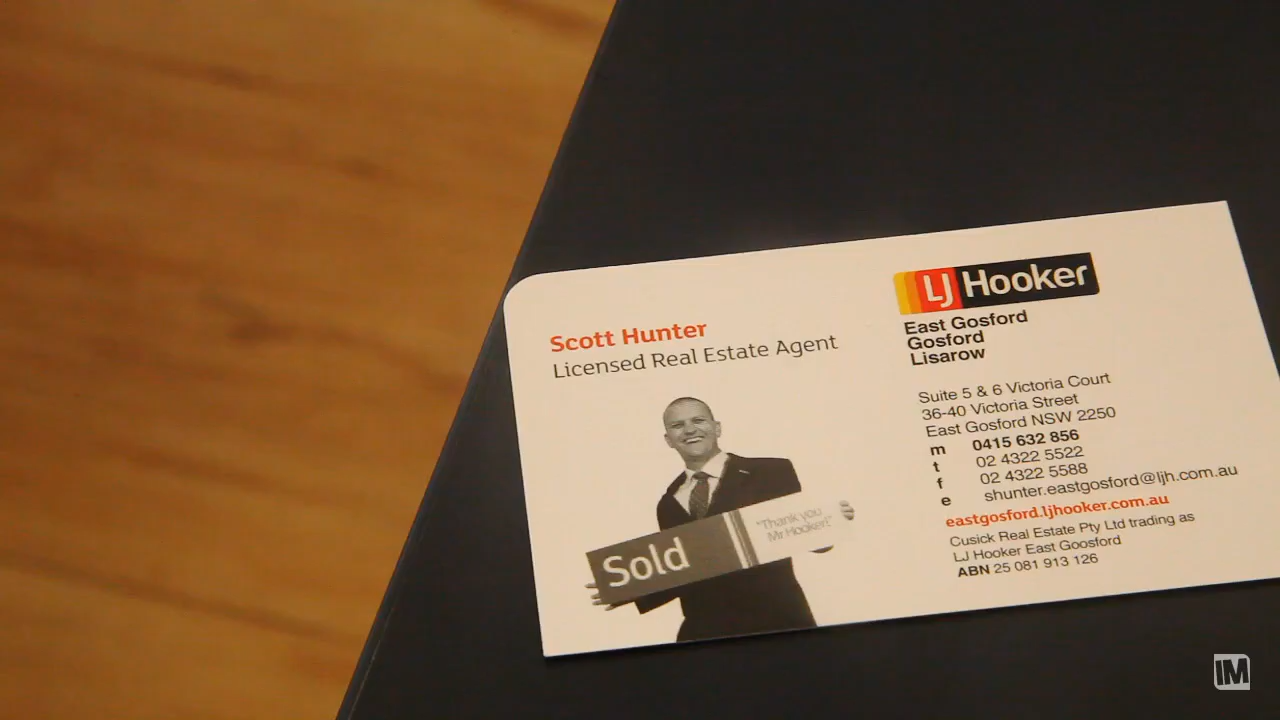 Scott Hunter
Licensed Real Estate Agent
Sold
"Thank you
Mr Hooker!"
LJ Hooker
East Gosford
Gosford
Lisarow
Suite 5 & 6 Victoria Court
36-40 Victoria Street
East Gosford NSW 2250
m 0415 632 856
t 02 4322 5522
f 02 4322 5588
e shunter.eastgosford@ljh.com.au
eastgosford.ljhooker.com.au
Cusick Real Estate Pty Ltd trading as
LJ Hooker East Goosford
ABN 25 081 913 126
IM